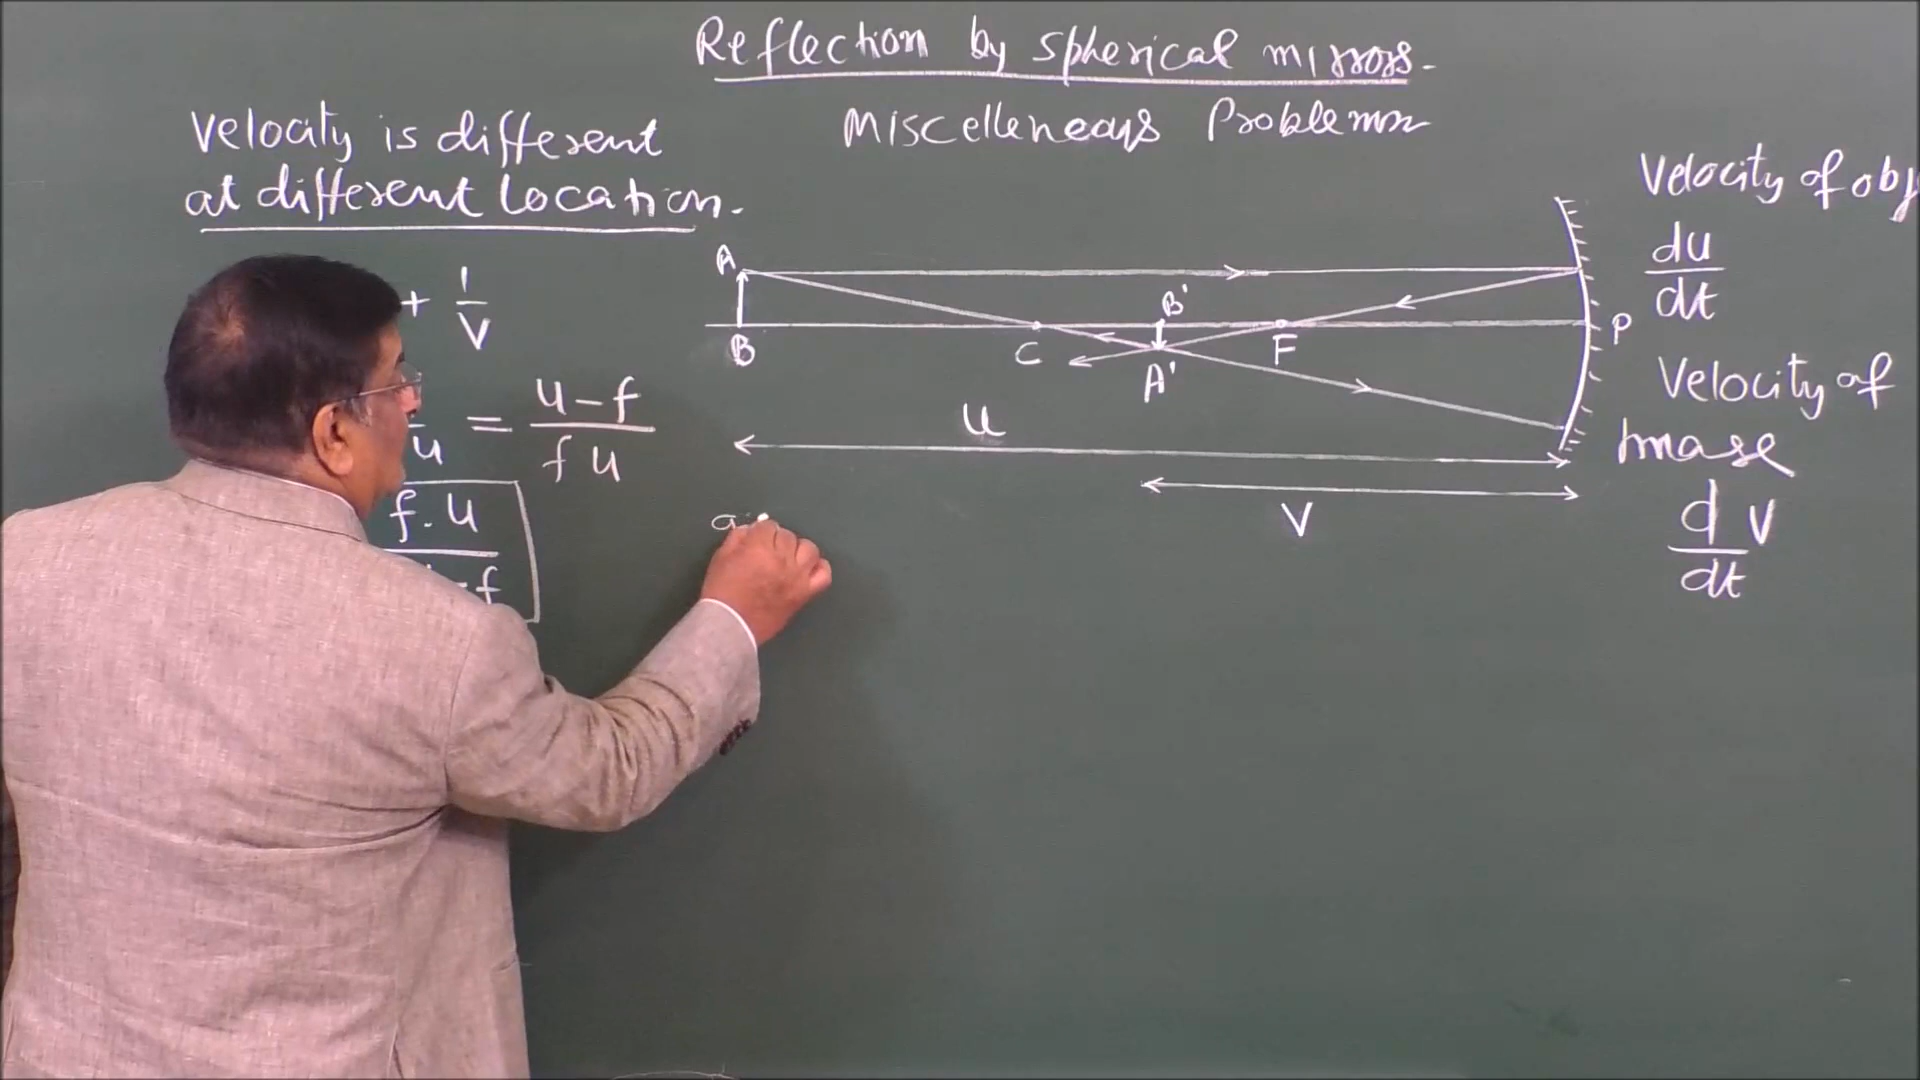 Reflection by spherical mirrors.
Miscelleneous Problems
Velocity is different
at different location.
+ 1/V
u = u-f / f u
f. u / -f
A
B
C
B'
A'
F
P
u
V
Velocity of obj
du/dt
Velocity of
Image
dV/dt